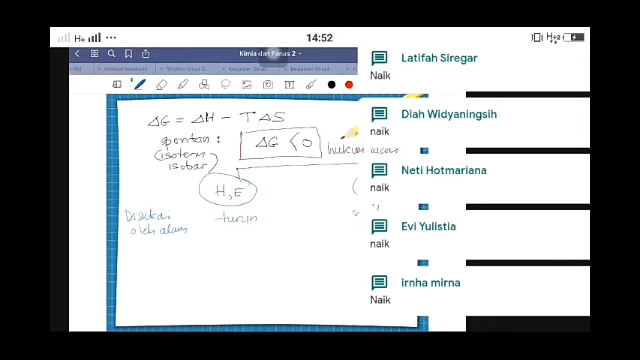 H+
14:52
Kimia dan Panas 2
ΔG = ΔH - TΔS
spontan :
(isoterm
isobar
ΔG < 0
hukum alam
H, E
Disukai
oleh alam
turun
Latifah Siregar
Naik
Diah Widyaningsih
Naik
Neti Hotmariana
Naik
Evi Yulistia
naik
irnha mirna
Naik